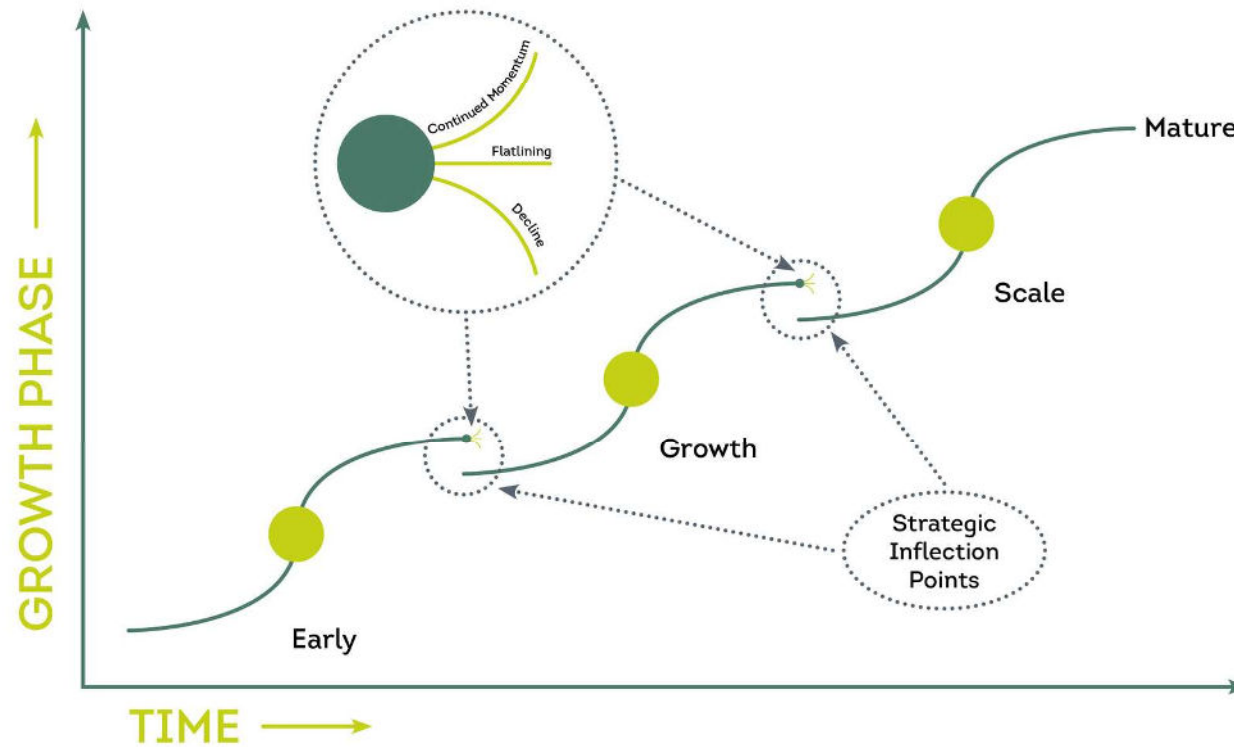 GROWTH PHASE
Continued Momentum
Flatlining
Decline
Mature
Scale
Growth
Strategic
Inflection
Points
Early
TIME